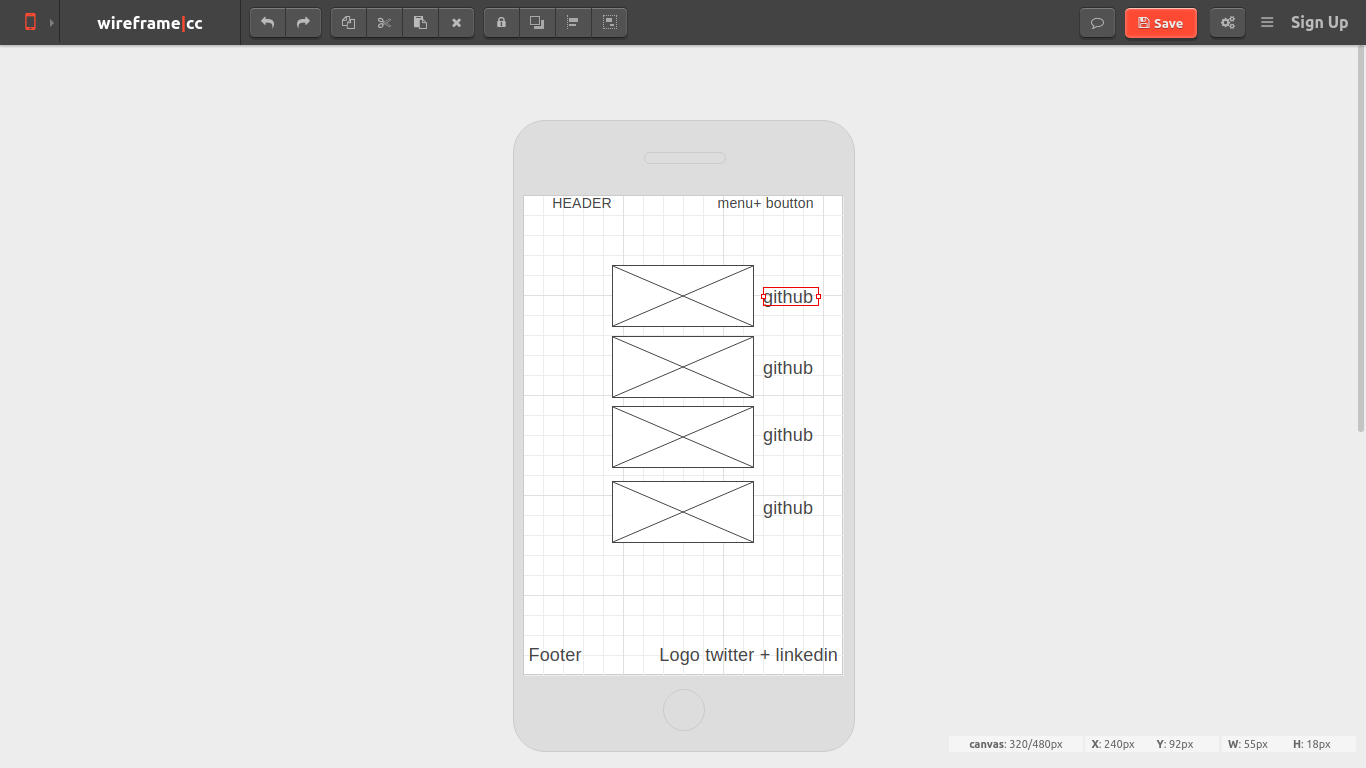 wireframe|cc
Save
Sign Up
HEADER
menu+ boutton
github
github
github
github
Footer
Logo twitter + linkedin
canvas: 320/480px
X: 240px
Y: 92px
W: 55px
H: 18px